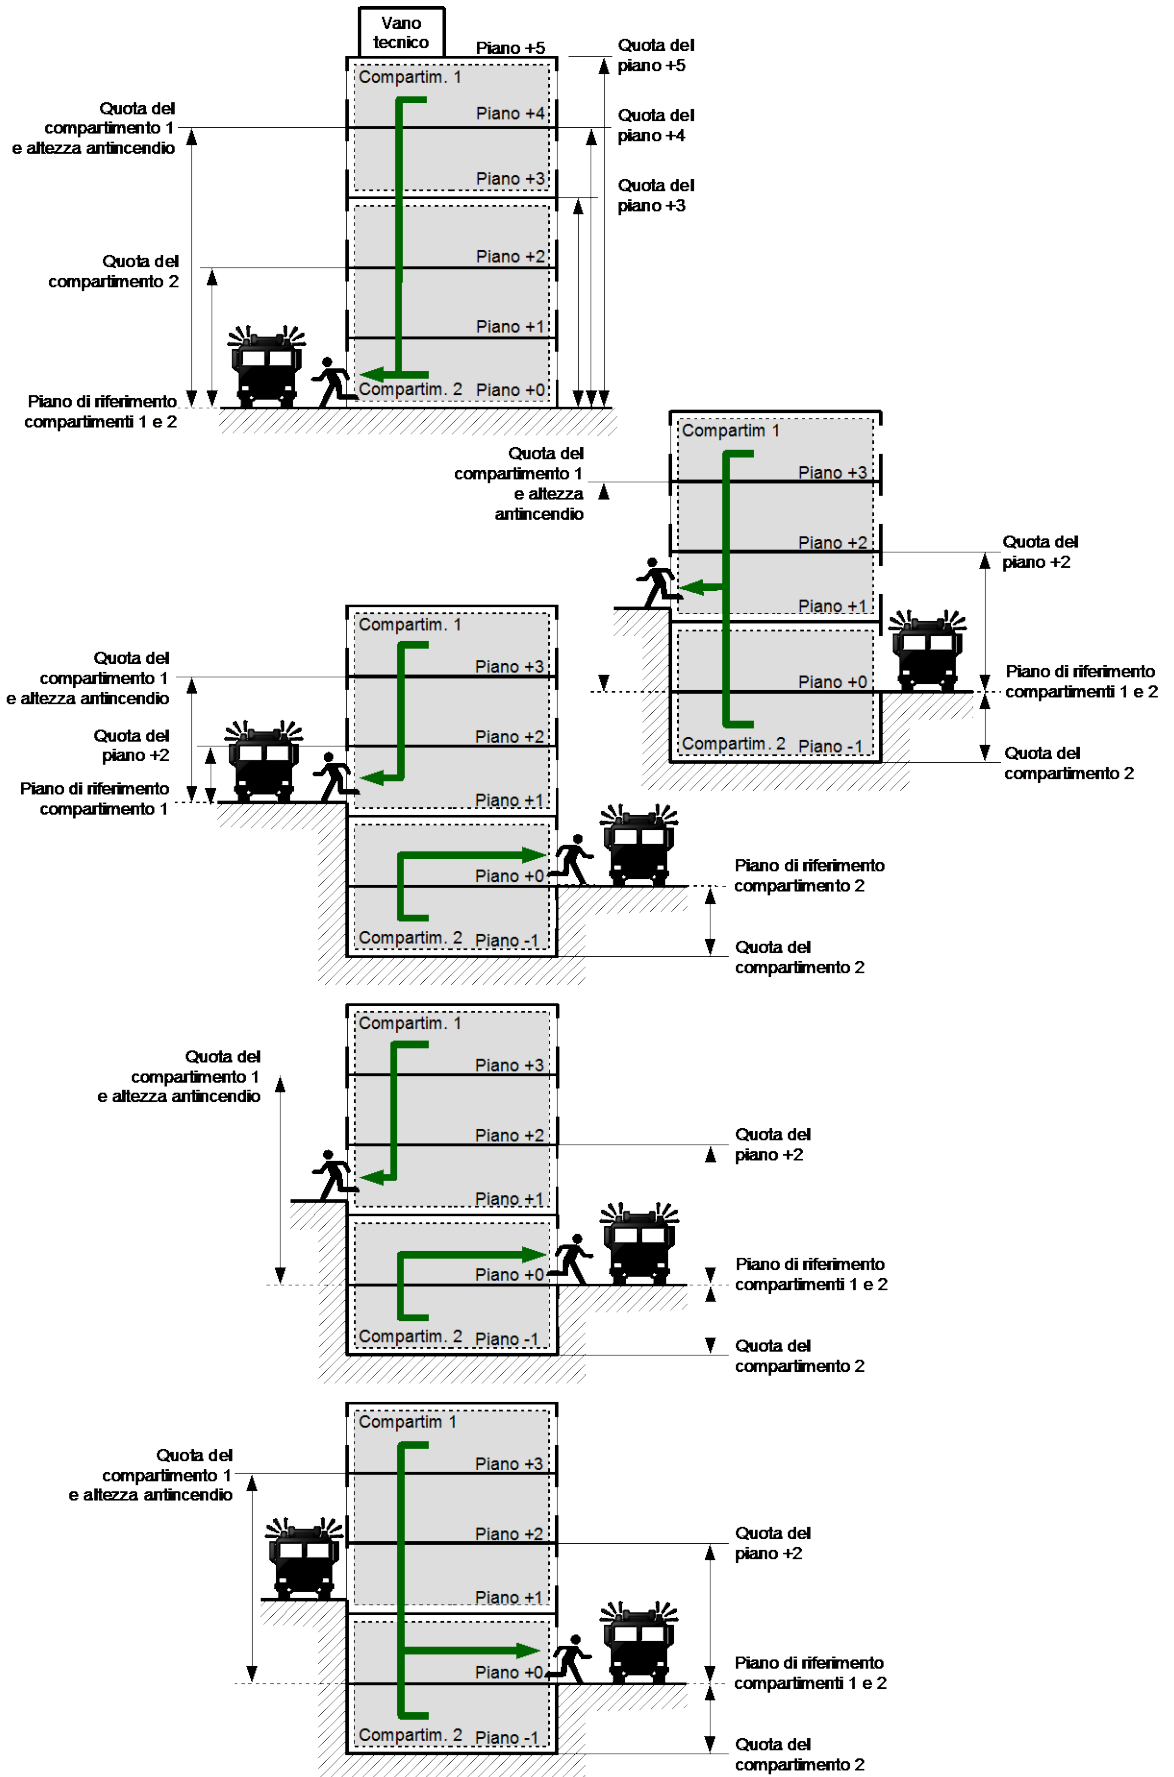 Vano
tecnico
Piano +5
Quota del
piano +5
Compartim. 1
Quota del
compartimento 1
e altezza antincendio
Piano +4
Quota del
piano +4
Piano +3
Quota del
piano +3
Quota del
compartimento 2
Piano +2
Piano +1
Piano di riferimento
compartimenti 1 e 2
Compartim. 2
Piano +0
Quota del
compartimento 1
e altezza
antincendio
Compartim 1
Piano +3
Piano +2
Quota del
piano +2
Piano +1
Piano +0
Piano di riferimento
compartimenti 1 e 2
Compartim. 2
Piano -1
Quota del
compartimento 2
Compartim. 1
Quota del
compartimento 1
e altezza antincendio
Piano +3
Quota del
piano +2
Piano +2
Piano di riferimento
compartimento 1
Piano +1
Piano +0
Piano di riferimento
compartimento 2
Compartim. 2
Piano -1
Quota del
compartimento 2
Compartim. 1
Quota del
compartimento 1
e altezza antincendio
Piano +3
Piano +2
Quota del
piano +2
Piano +1
Piano +0
Piano di riferimento
compartimenti 1 e 2
Compartim. 2
Piano -1
Quota del
compartimento 2
Compartim 1
Quota del
compartimento 1
e altezza antincendio
Piano +3
Piano +2
Quota del
piano +2
Piano +1
Piano +0
Piano di riferimento
compartimenti 1 e 2
Compartim. 2
Piano -1
Quota del
compartimento 2